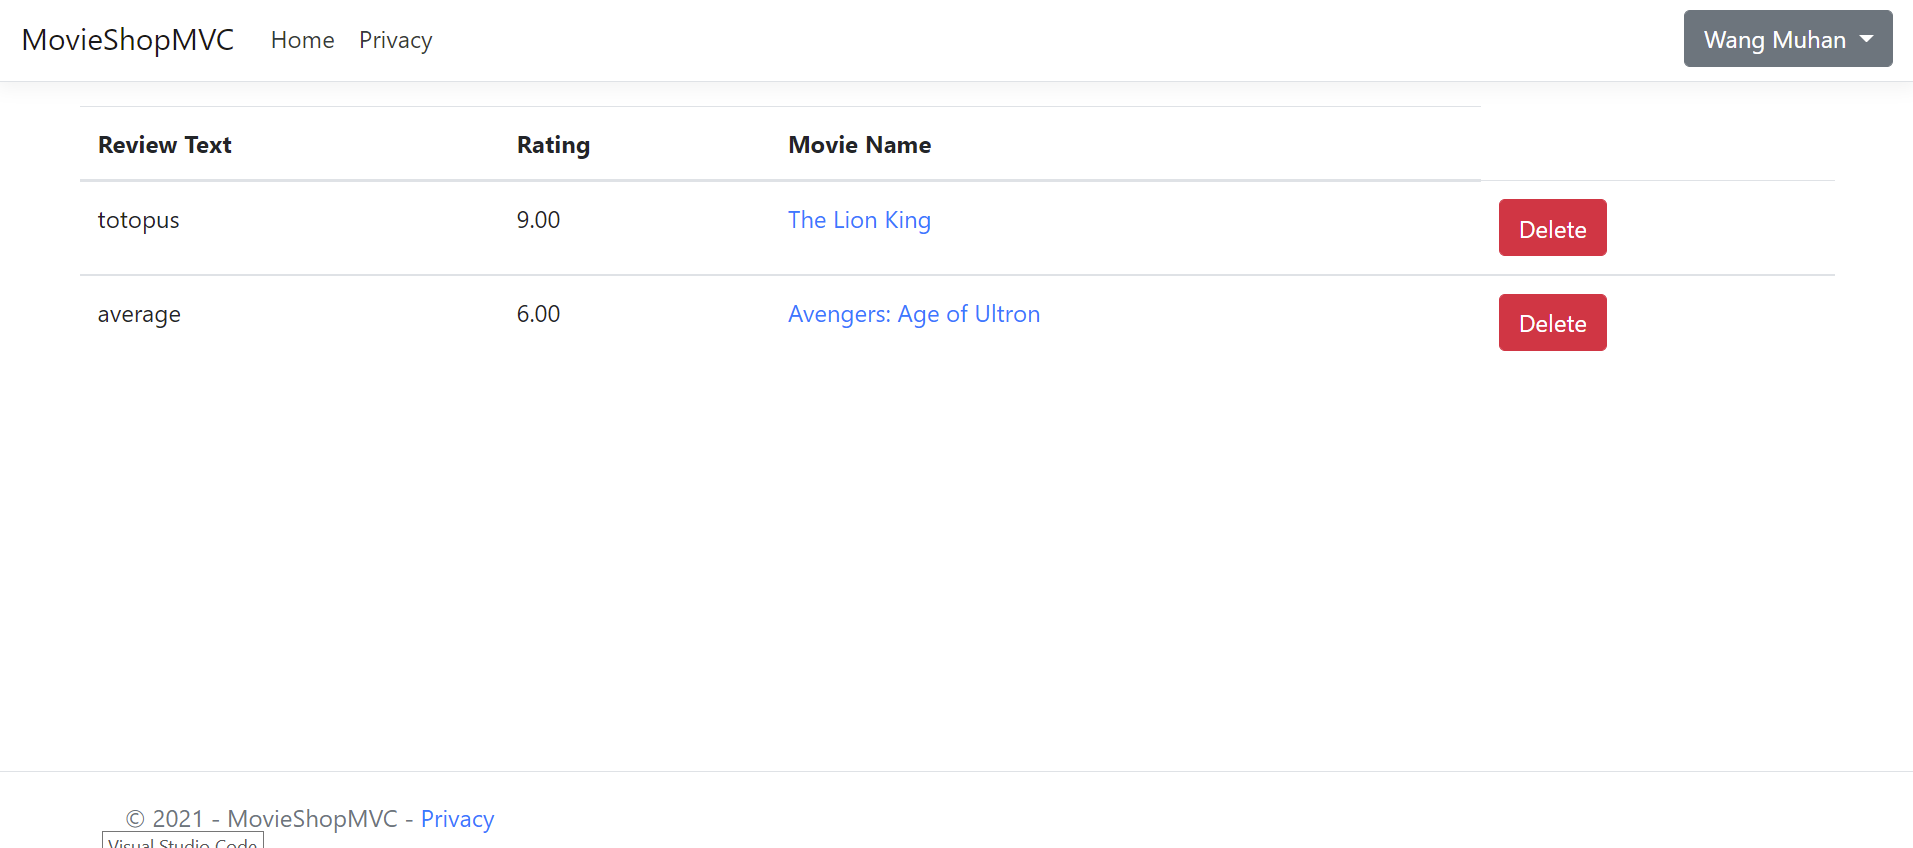 MovieShopMVC Home Privacy Wang Muhan
Review Text Rating Movie Name
totopus 9.00 The Lion King Delete
average 6.00 Avengers: Age of Ultron Delete
© 2021 - MovieShopMVC - Privacy
Visual Studio Code